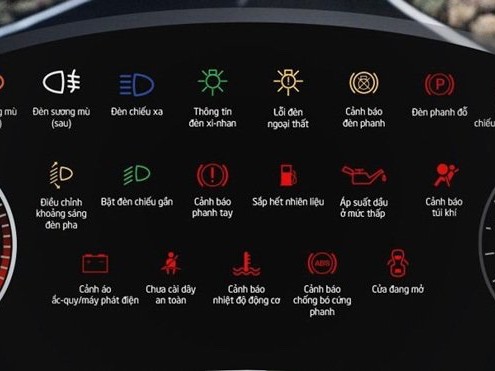 ng mù
)
Đèn sương mù
(sau)
Đèn chiếu xa
Thông tin
đèn xi-nhan
Lỗi đèn
ngoại thất
Cảnh báo
đèn phanh
Đèn phanh đỗ
chiếu
Điều chỉnh
khoảng sáng
đèn pha
Bật đèn chiếu gần
Cảnh báo
phanh tay
Sắp hết nhiên liệu
Áp suất dầu
ở mức thấp
Cảnh báo
túi khí
Cảnh áo
ắc-quy/máy phát điện
Chưa cài dây
an toàn
Cảnh báo
nhiệt độ động cơ
ABS
Cảnh báo
chống bó cứng
phanh
Cửa đang mở